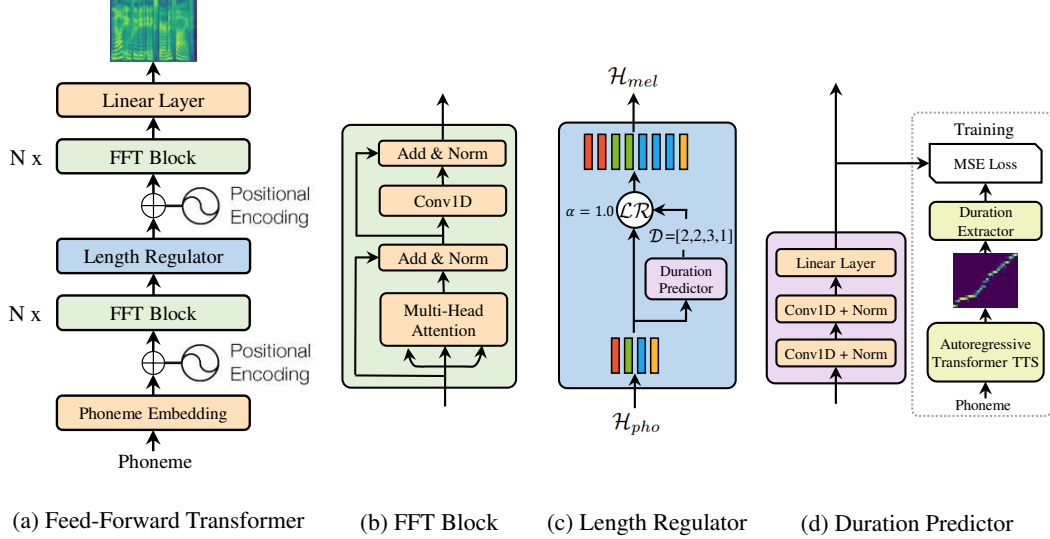 Linear Layer
N x
FFT Block
Positional
Encoding
Length Regulator
N x
FFT Block
Positional
Encoding
Phoneme Embedding
Phoneme
(a) Feed-Forward Transformer
Add & Norm
Conv1D
Add & Norm
Multi-Head
Attention
(b) FFT Block
ℋ_mel
α = 1.0
ℒℛ
𝒟=[2,2,3,1]
Duration
Predictor
ℋ_pho
(c) Length Regulator
Linear Layer
Conv1D + Norm
Conv1D + Norm
Training
MSE Loss
Duration
Extractor
Autoregressive
Transformer TTS
Phoneme
(d) Duration Predictor